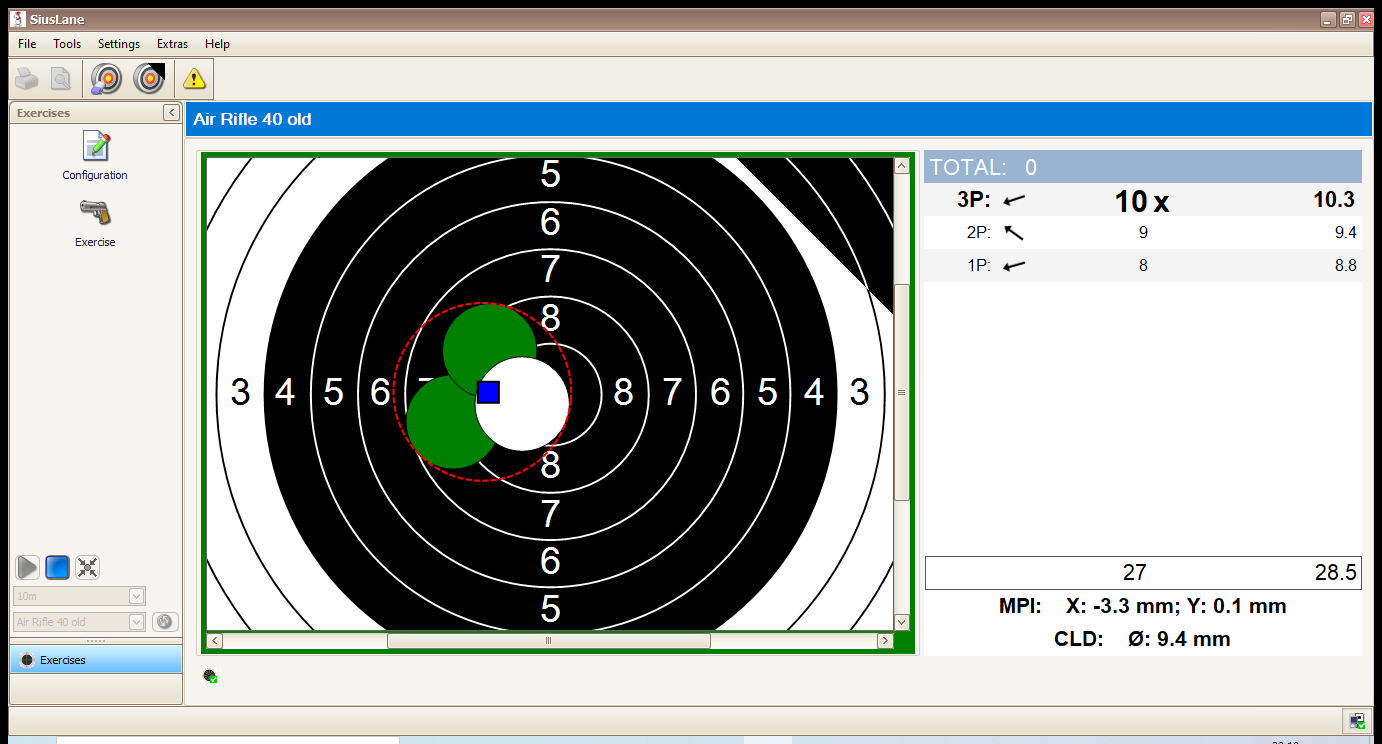 SiusLane
File Tools Settings Extras Help
Exercises
Configuration
Exercise
10m
Air Rifle 40 old
Exercises
Air Rifle 40 old
5
6
7
8
3 4 5 6 8 7 6 5 4 3
8
7
6
5
TOTAL: 0
3P: 10 x 10.3
2P: 9 9.4
1P: 8 8.8
27 28.5
MPI: X: -3.3 mm; Y: 0.1 mm
CLD: Ø: 9.4 mm